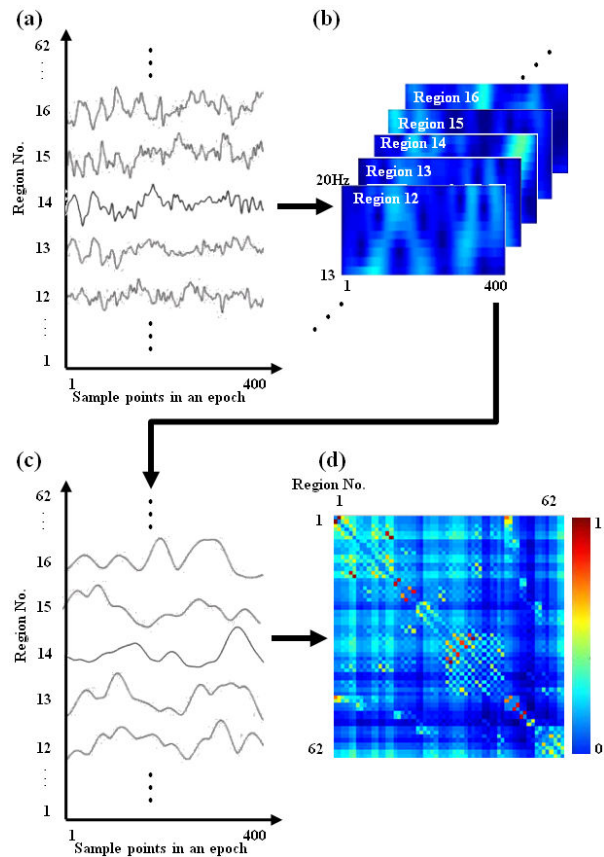 (a)
62
Region No.
16
15
14
13
12
1
1
400
Sample points in an epoch
(b)
Region 16
Region 15
Region 14
Region 13
20Hz
Region 12
13
1
400
(c)
62
Region No.
16
15
14
13
12
1
1
400
Sample points in an epoch
(d)
Region No.
1
62
1
62
1
0